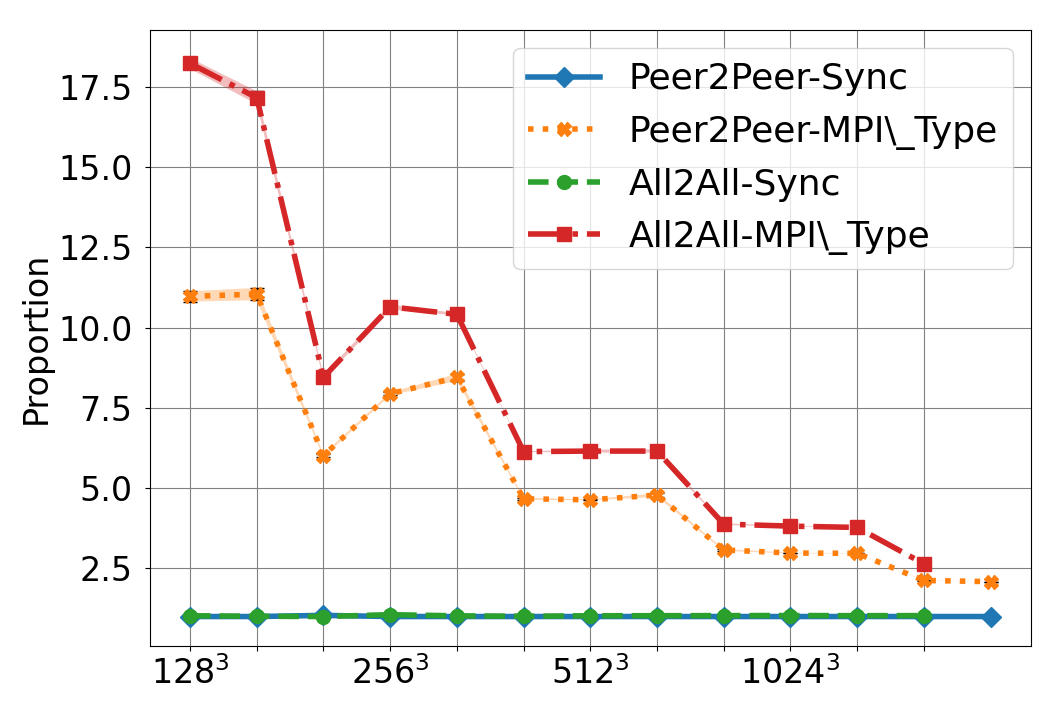 Proportion
17.5
15.0
12.5
10.0
7.5
5.0
2.5
128³
256³
512³
1024³
Peer2Peer-Sync
Peer2Peer-MPI\_Type
All2All-Sync
All2All-MPI\_Type